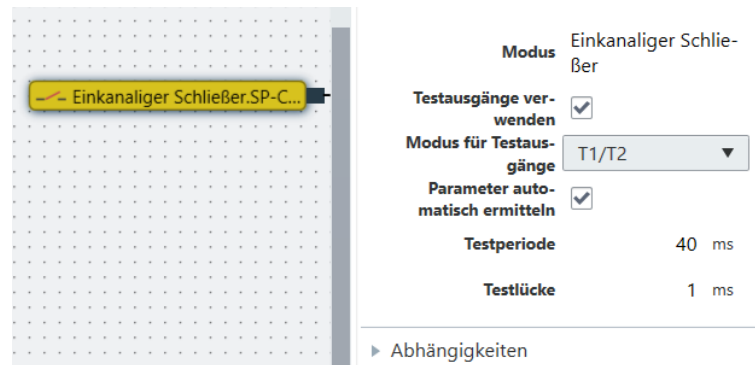 Einkanaliger Schließer.SP-C...
Modus
Einkanaliger Schlie-
ßer
Testausgänge ver-
wenden
Modus für Testaus-
gänge
T1/T2
Parameter auto-
matisch ermitteln
Testperiode
40 ms
Testlücke
1 ms
Abhängigkeiten